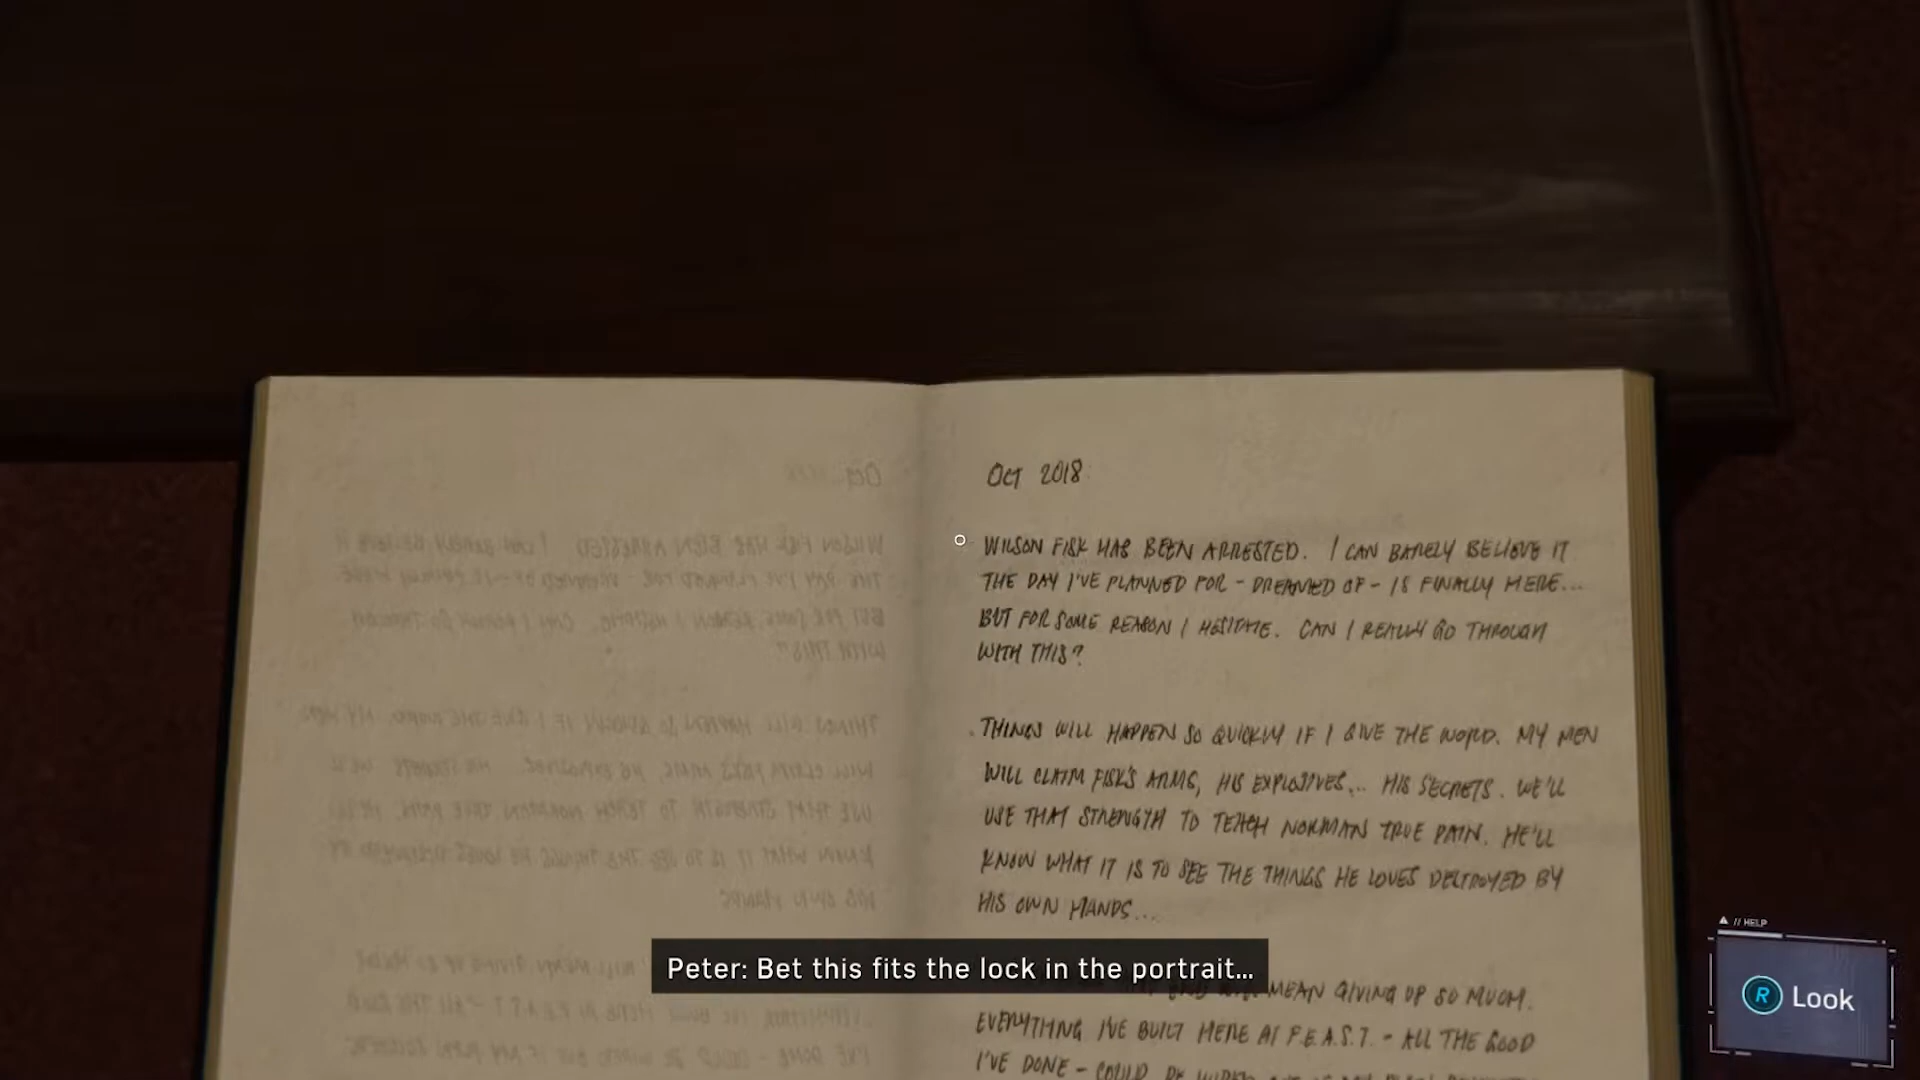 Oct 2018
WILSON FISK HAS BEEN ARRESTED. I CAN BARELY BELIEVE IT
THE DAY I'VE PLANNED FOR - DREAMED OF - IS FINALLY HERE...
BUT FOR SOME REASON I HESITATE. CAN I REALLY GO THROUGH
WITH THIS?
THINGS WILL HAPPEN SO QUICKLY IF I GIVE THE WORD. MY MEN
WILL CLAIM FISK'S ARMS, HIS EXPLOSIVES... HIS SECRETS. WE'LL
USE THAT STRENGTH TO TEACH NORMAN TRUE PAIN. HE'LL
KNOW WHAT IT IS TO SEE THE THINGS HE LOVES DESTROYED BY
HIS OWN HANDS...
Peter: Bet this fits the lock in the portrait...
MEAN GIVING UP SO MUCH.
EVERYTHING I'VE BUILT HERE AT F.E.A.S.T. - ALL THE GOOD
I'VE DONE - COULD BE
// HELP
R Look